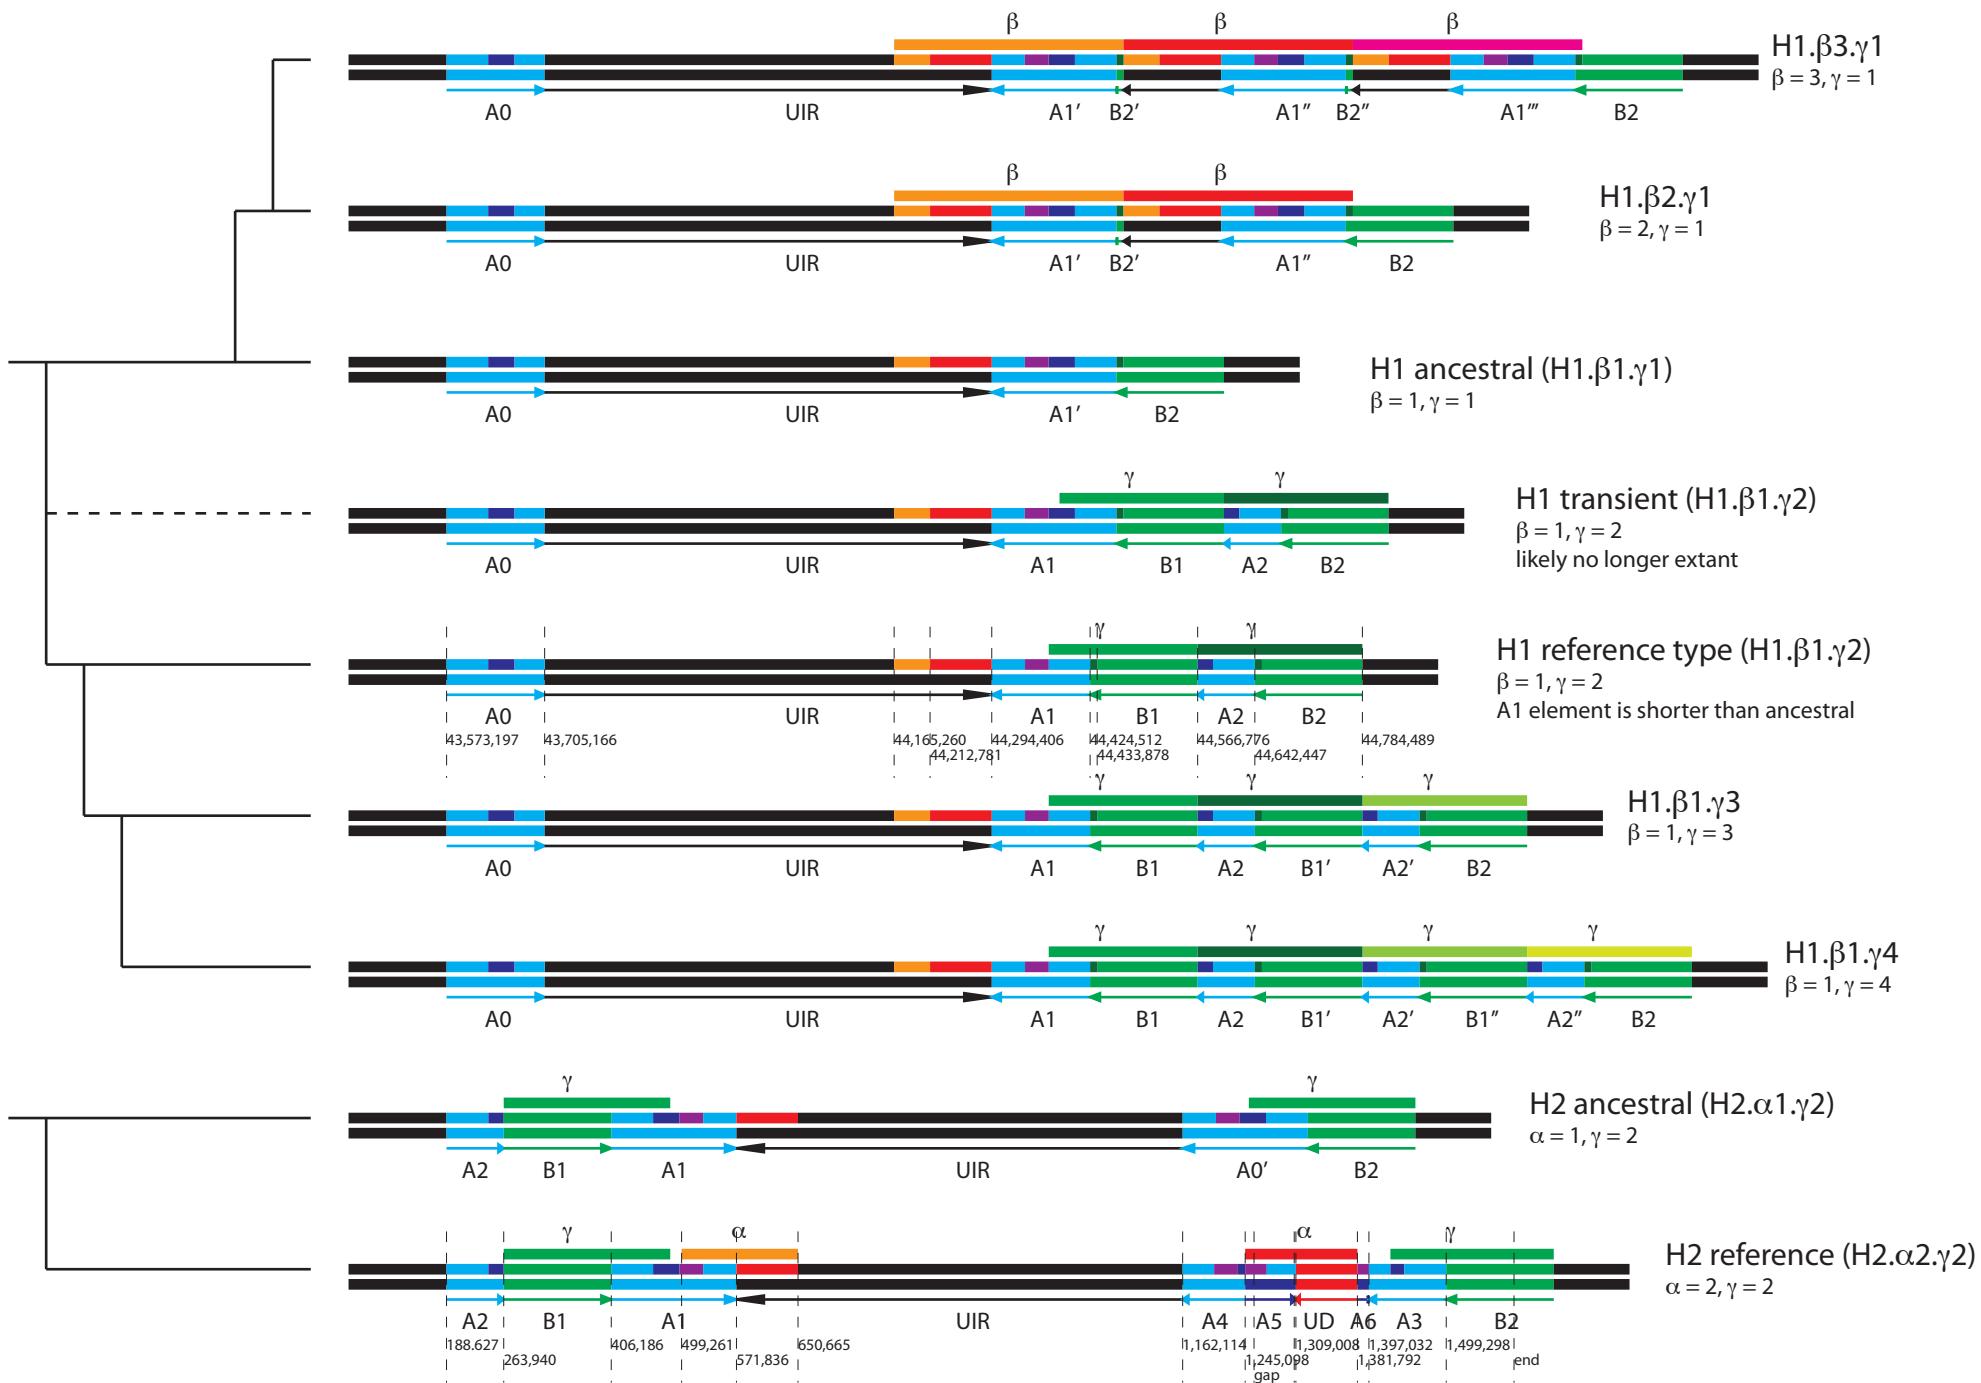 β β β
H1.β3.γ1
β = 3, γ = 1
A0 UIR A1′ B2′ A1″ B2″ A1‴ B2
β β
H1.β2.γ1
β = 2, γ = 1
A0 UIR A1′ B2′ A1″ B2
H1 ancestral (H1.β1.γ1)
β = 1, γ = 1
A0 UIR A1′ B2
γ γ
H1 transient (H1.β1.γ2)
β = 1, γ = 2
likely no longer extant
A0 UIR A1 B1 A2 B2
γ γ
H1 reference type (H1.β1.γ2)
β = 1, γ = 2
A1 element is shorter than ancestral
A0 UIR A1 B1 A2 B2
43,573,197 43,705,166 44,165,260 44,294,406 44,424,512 44,566,776 44,784,489
44,212,781 44,433,878 44,642,447
γ γ γ
H1.β1.γ3
β = 1, γ = 3
A0 UIR A1 B1 A2 B1′ A2′ B2
γ γ γ γ
H1.β1.γ4
β = 1, γ = 4
A0 UIR A1 B1 A2 B1′ A2′ B1″ A2″ B2
γ γ
H2 ancestral (H2.α1.γ2)
α = 1, γ = 2
A2 B1 A1 UIR A0′ B2
γ α α γ
H2 reference (H2.α2.γ2)
α = 2, γ = 2
A2 B1 A1 UIR A4 A5 UD A6 A3 B2
188.627 406,186 499,261 650,665 1,162,114 1,309,008 1,397,032 1,499,298
263,940 571,836 1,245,098 1,381,792 end
gap